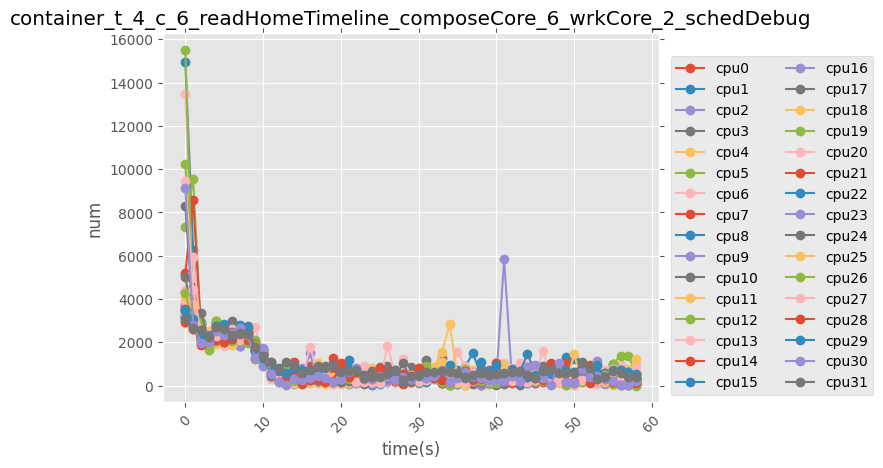 container_t_4_c_6_readHomeTimeline_composeCore_6_wrkCore_2_schedDebug
num
16000
14000
12000
10000
8000
6000
4000
2000
0
0
10
20
30
40
50
60
time(s)
cpu0
cpu1
cpu2
cpu3
cpu4
cpu5
cpu6
cpu7
cpu8
cpu9
cpu10
cpu11
cpu12
cpu13
cpu14
cpu15
cpu16
cpu17
cpu18
cpu19
cpu20
cpu21
cpu22
cpu23
cpu24
cpu25
cpu26
cpu27
cpu28
cpu29
cpu30
cpu31